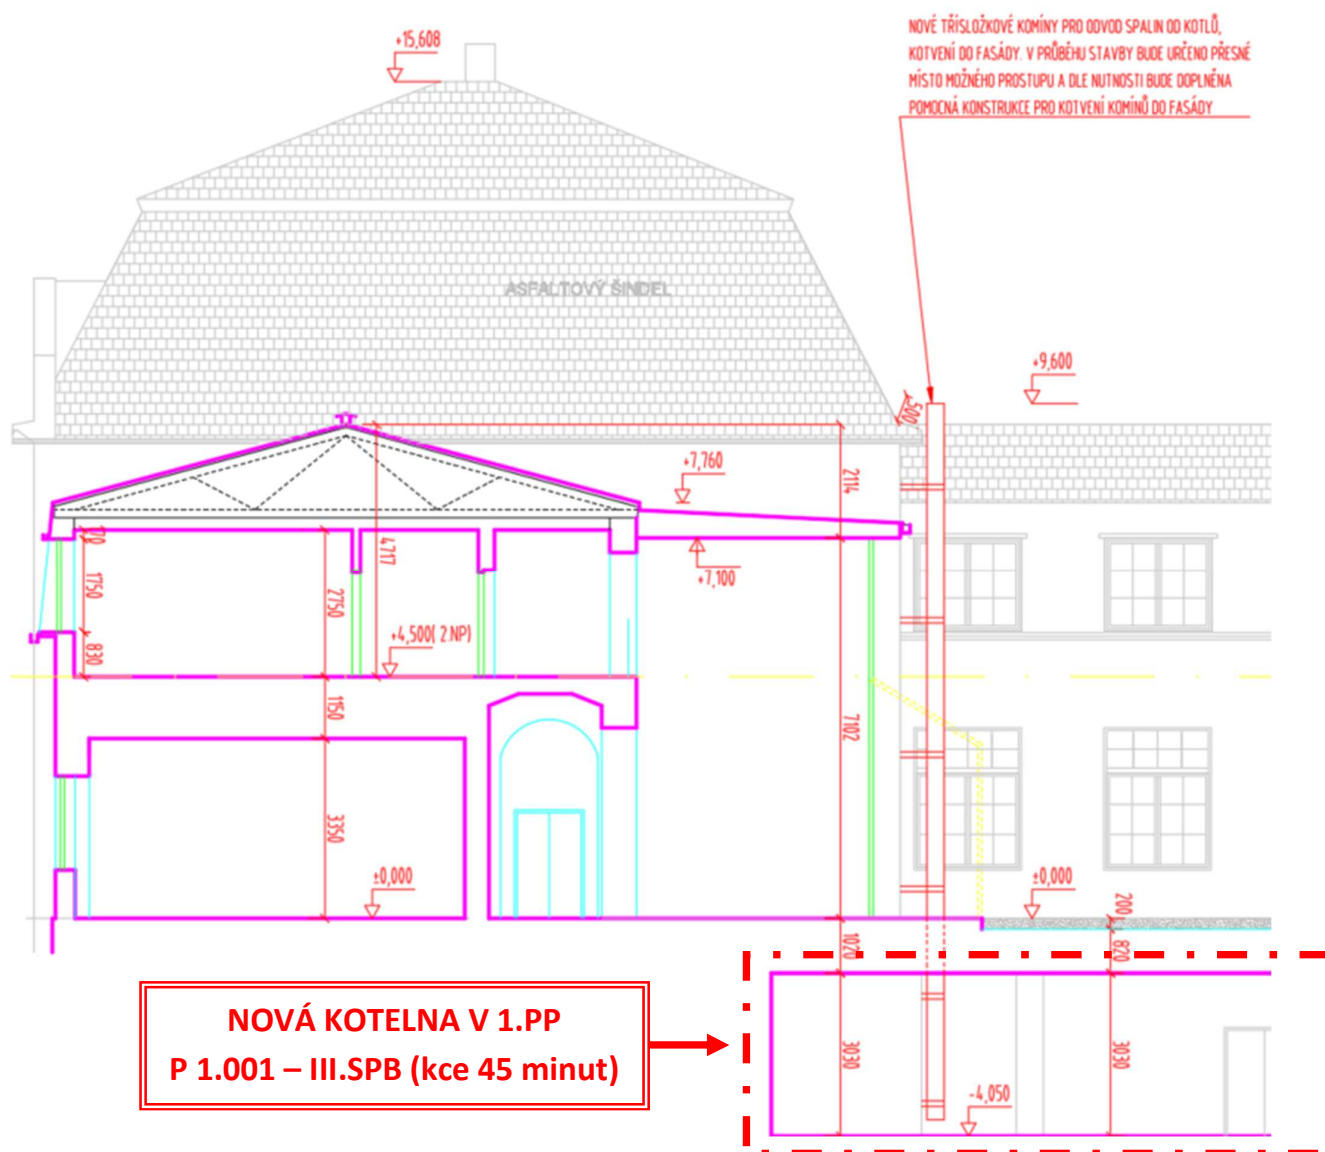 NOVÉ TŘÍSLOŽKOVÉ KOMÍNY PRO ODVOD SPALIN OD KOTLŮ,
KOTVENÍ DO FASÁDY. V PRŮBĚHU STAVBY BUDE URČENO PŘESNÉ
MÍSTO MOŽNÉHO PROSTUPU A DLE NUTNOSTI BUDE DOPLNĚNA
POMOCNÁ KONSTRUKCE PRO KOTVENÍ KOMÍNŮ DO FASÁDY
+15,608
ASFALTOVÝ ŠINDEL
+9,600
500
+7,760
2114
170
4717
+7,100
1750
2750
+4,500( 2.NP)
830
1150
7102
3350
±0,000
±0,000
200
1020
820
NOVÁ KOTELNA V 1.PP
P 1.001 – III.SPB (kce 45 minut)
3030
3030
-4,050